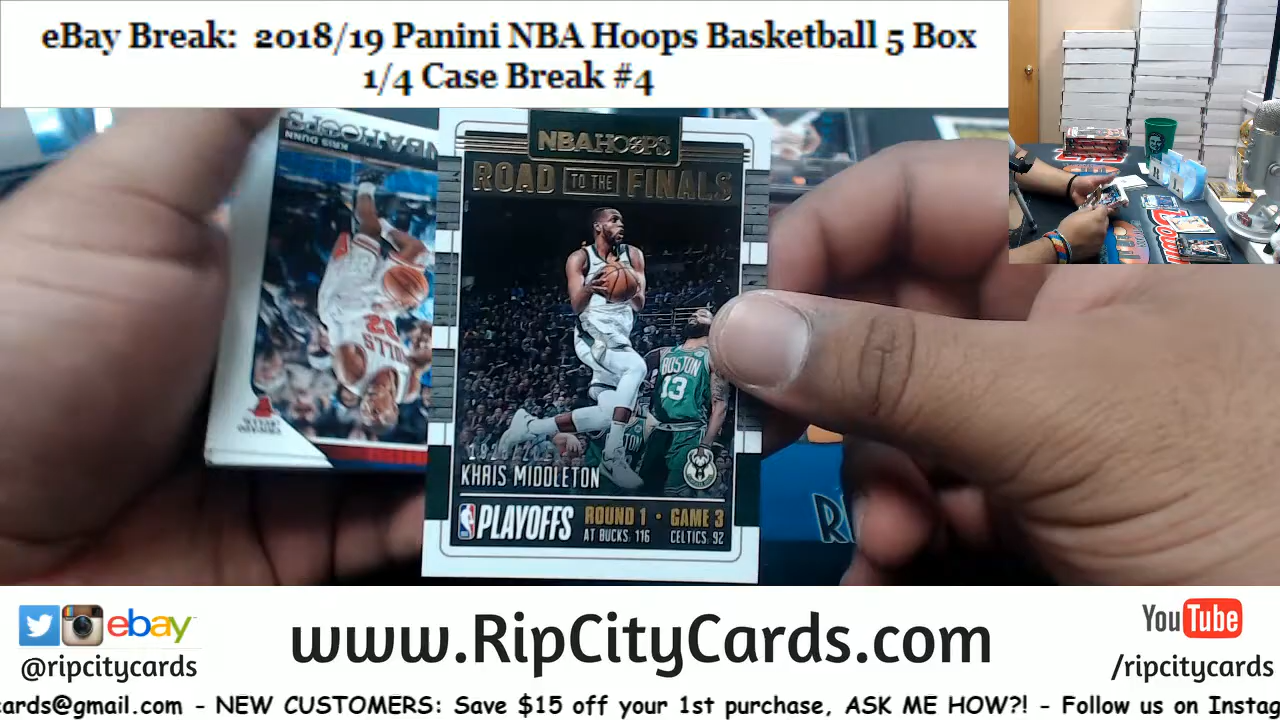 eBay Break: 2018/19 Panini NBA Hoops Basketball 5 Box
1/4 Case Break #4
KRIS DUNN
NBA HOOPS
ROAD TO THE FINALS
BOSTON
13
KHRIS MIDDLETON
PLAYOFFS
ROUND 1 • GAME 3
AT BUCKS 116 CELTICS 92
ebay
@ripcitycards
www.RipCityCards.com
YouTube
/ripcitycards
cards@gmail.com - NEW CUSTOMERS: Save $15 off your 1st purchase, ASK ME HOW?! - Follow us on Instag